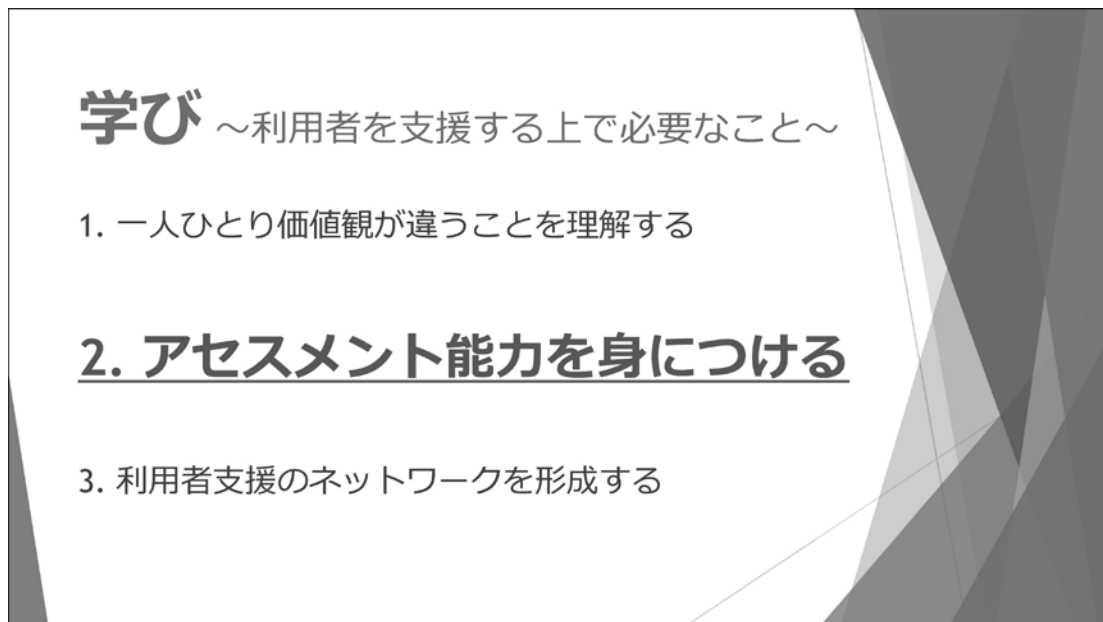 学び ～利用者を支援する上で必要なこと～
1. 一人ひとり価値観が違うことを理解する
2. アセスメント能力を身につける
3. 利用者支援のネットワークを形成する